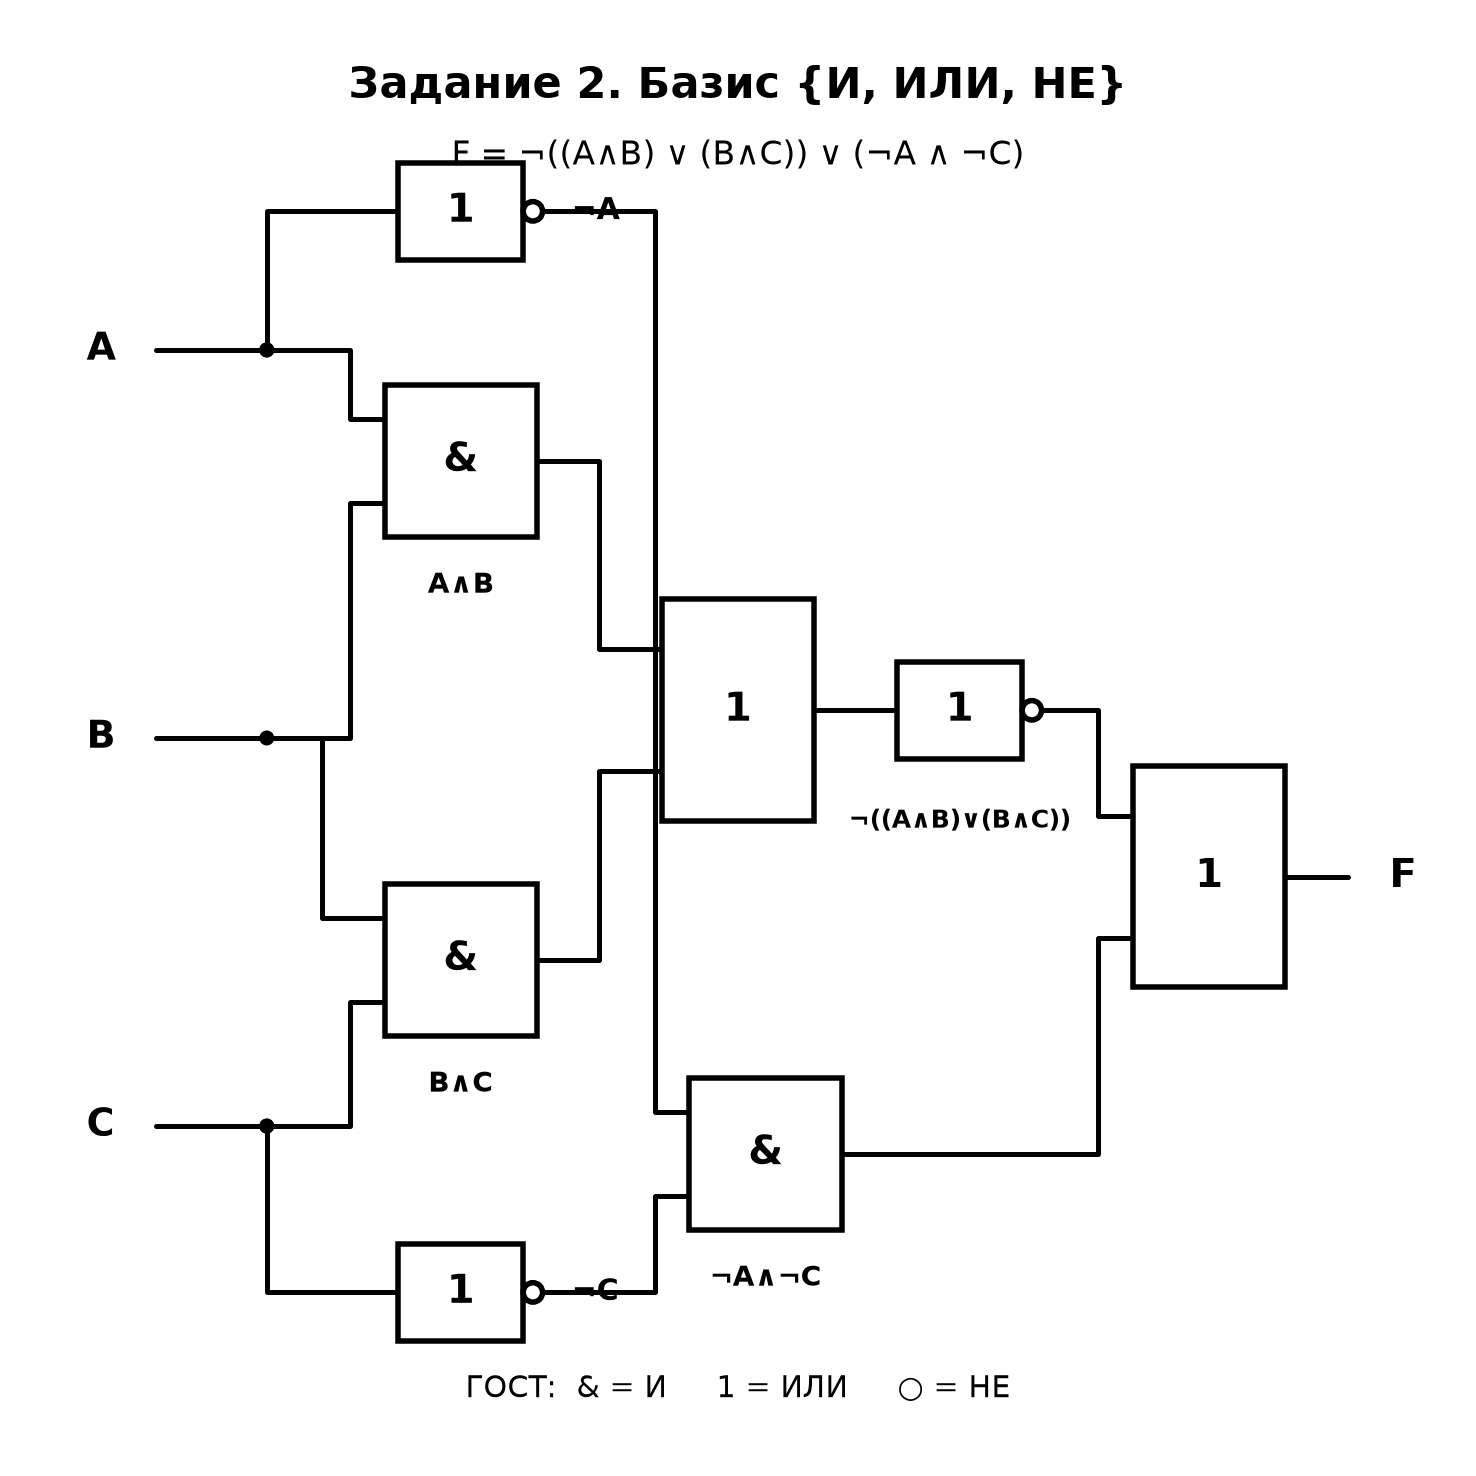 Задание 2. Базис {И, ИЛИ, НЕ}
F = ¬((A∧B) ∨ (B∧C)) ∨ (¬A ∧ ¬C)
1
¬A
A
&
A∧B
B
1
1
¬((A∧B)∨(B∧C))
1
F
&
B∧C
C
&
¬A∧¬C
1
¬C
ГОСТ: & = И 1 = ИЛИ ○ = НЕ